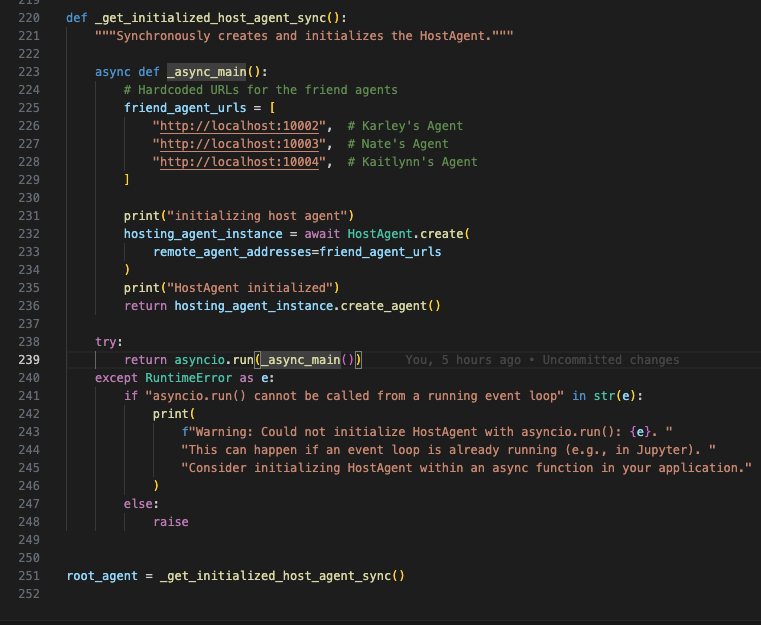 219
220 def _get_initialized_host_agent_sync():
221     """Synchronously creates and initializes the HostAgent."""
222
223     async def _async_main():
224         # Hardcoded URLs for the friend agents
225         friend_agent_urls = [
226             "http://localhost:10002",  # Karley's Agent
227             "http://localhost:10003",  # Nate's Agent
228             "http://localhost:10004",  # Kaitlynn's Agent
229         ]
230
231         print("initializing host agent")
232         hosting_agent_instance = await HostAgent.create(
233             remote_agent_addresses=friend_agent_urls
234         )
235         print("HostAgent initialized")
236         return hosting_agent_instance.create_agent()
237
238     try:
239         return asyncio.run(_async_main()) You, 5 hours ago • Uncommitted changes
240     except RuntimeError as e:
241         if "asyncio.run() cannot be called from a running event loop" in str(e):
242             print(
243                 f"Warning: Could not initialize HostAgent with asyncio.run(): {e}. "
244                 "This can happen if an event loop is already running (e.g., in Jupyter). "
245                 "Consider initializing HostAgent within an async function in your application."
246             )
247         else:
248             raise
249
250
251 root_agent = _get_initialized_host_agent_sync()
252